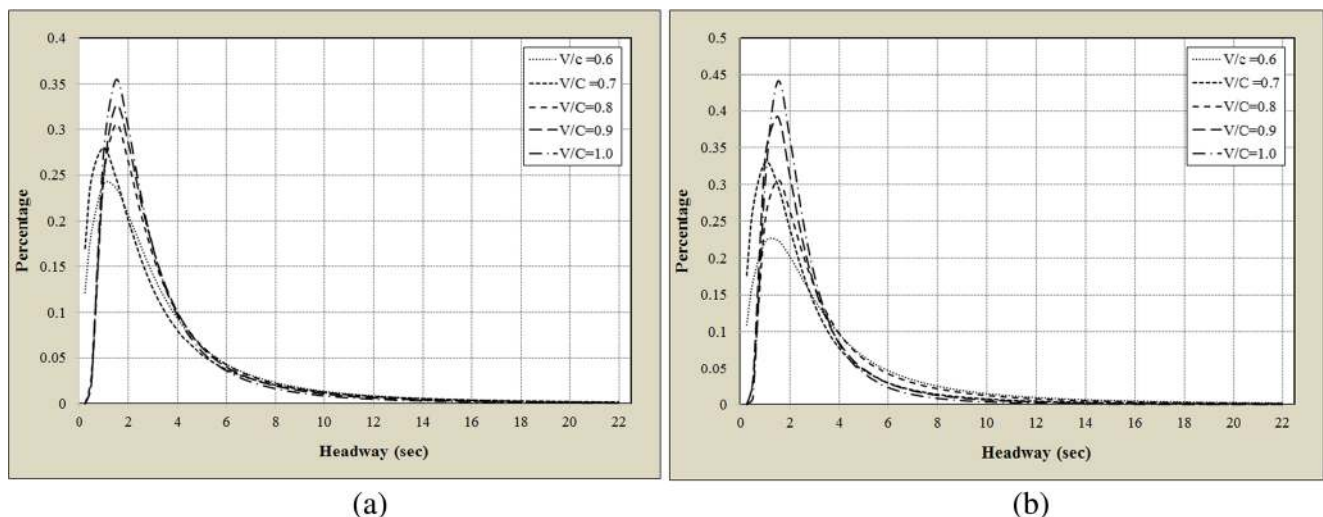 0.4
0.35
0.3
0.25
0.2
0.15
0.1
0.05
0
Percentage
0 2 4 6 8 10 12 14 16 18 20 22
Headway (sec)
V/c =0.6
V/C =0.7
V/C=0.8
V/C=0.9
V/C=1.0
(a)
0.5
0.45
0.4
0.35
0.3
0.25
0.2
0.15
0.1
0.05
0
Percentage
0 2 4 6 8 10 12 14 16 18 20 22
Headway (sec)
V/c =0.6
V/C=0.7
V/C=0.8
V/C=0.9
V/C=1.0
(b)